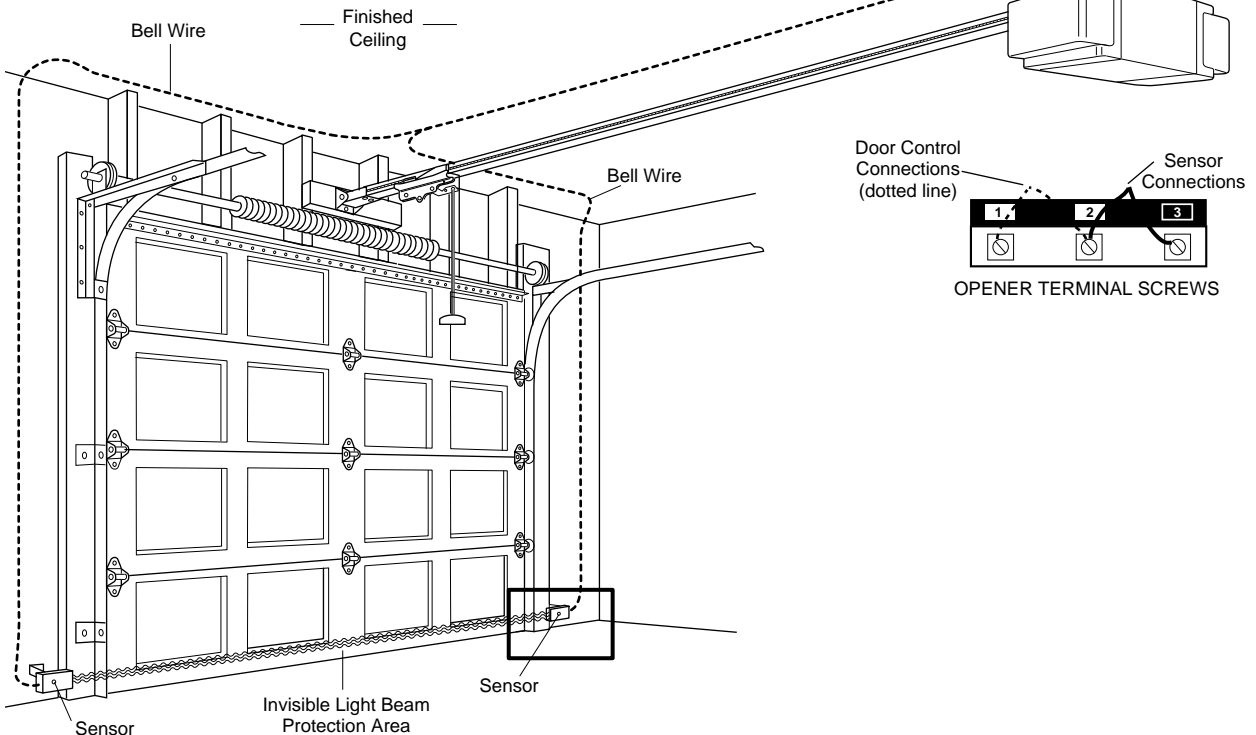 Finished
Ceiling
Bell Wire
Bell Wire
Door Control
Connections
(dotted line)
Sensor
Connections
1 2 3
OPENER TERMINAL SCREWS
Sensor
Invisible Light Beam
Protection Area
Sensor